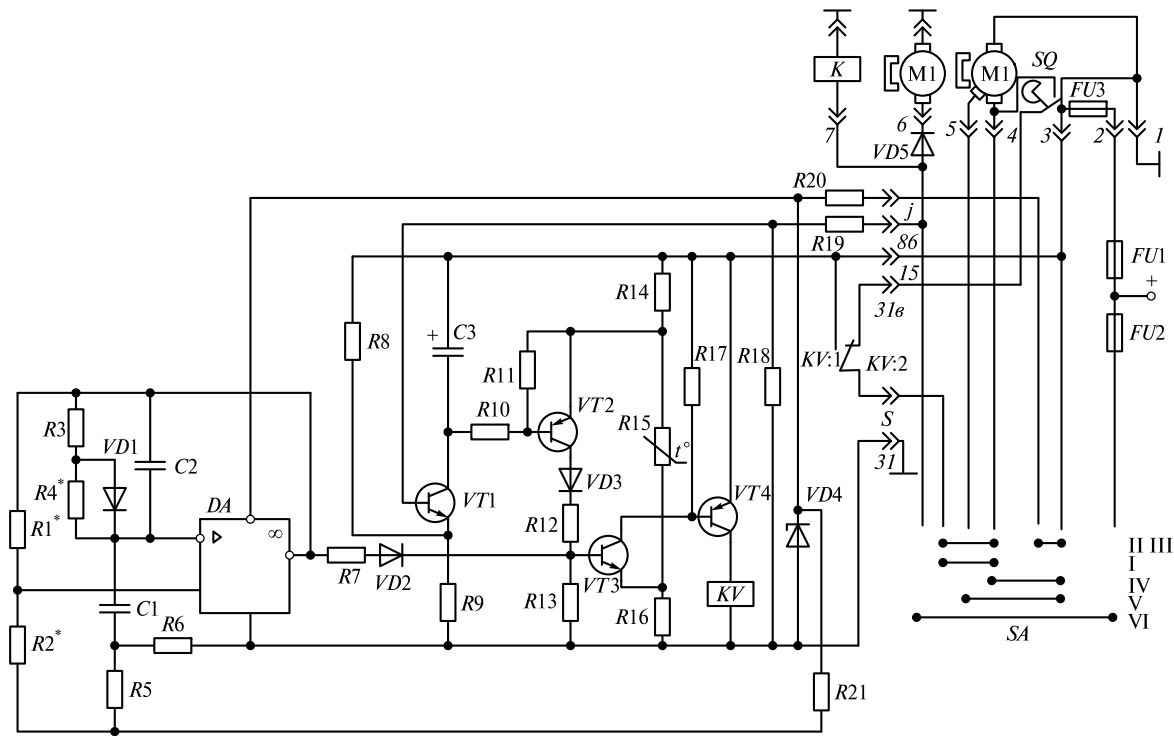 K
M1
M1
SQ
FU3
7
6
5
4
3
2
1
VD5
R20
j
R19
86
15
31в
FU1
+
FU2
R14
R8
+
C3
R17
R18
KV:1
KV:2
R11
R10
VT2
R15
t°
S
31
R3
VD1
C2
R4*
DA
VT1
VD3
VT4
VD4
R1*
▷
∞
R12
R7
VD2
VT3
II III
I
IV
V
VI
C1
R9
R13
R16
KV
SA
R2*
R6
R5
R21